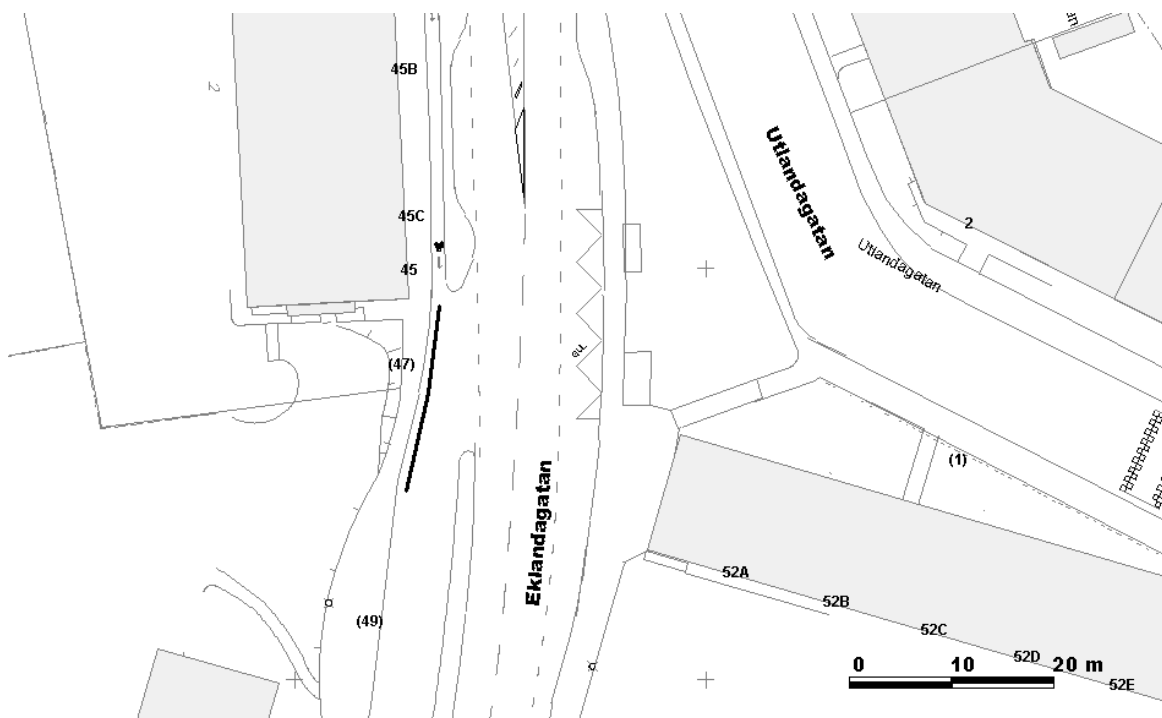 45B
2
45C
45
(47)
(49)
Eklandagatan
Utlandagatan
2
Utlandagatan
(1)
52A
52B
52C
52D
52E
0 10 20 m